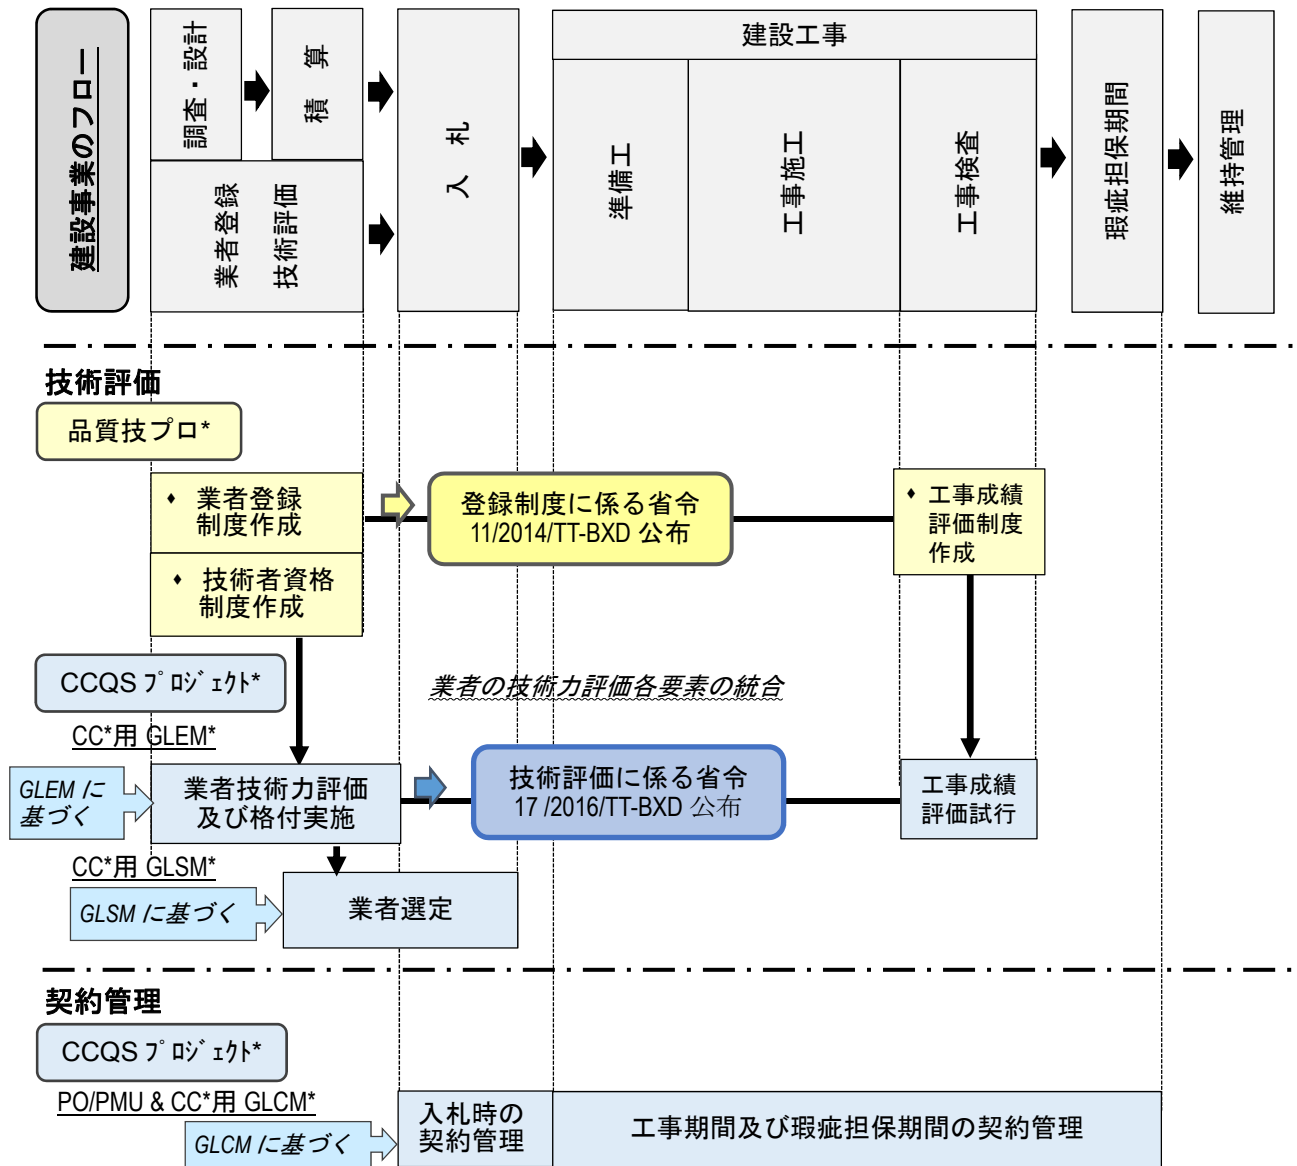 建設事業のフロー
調査・設計
積 算
業者登録
技術評価
入 札
建設工事
準備工
工事施工
工事検査
瑕疵担保期間
維持管理
技術評価
品質技プロ*
♦ 業者登録
制度作成
登録制度に係る省令
11/2014/TT-BXD 公布
♦ 工事成績
評価制度
作成
♦ 技術者資格
制度作成
CCQS ﾌﾟﾛｼﾞｪｸﾄ*
業者の技術力評価各要素の統合
CC*用 GLEM*
GLEM に
基づく
業者技術力評価
及び格付実施
技術評価に係る省令
17 /2016/TT-BXD 公布
工事成績
評価試行
CC*用 GLSM*
GLSM に基づく
業者選定
契約管理
CCQS ﾌﾟﾛｼﾞｪｸﾄ*
PO/PMU & CC*用 GLCM*
GLCM に基づく
入札時の
契約管理
工事期間及び瑕疵担保期間の契約管理